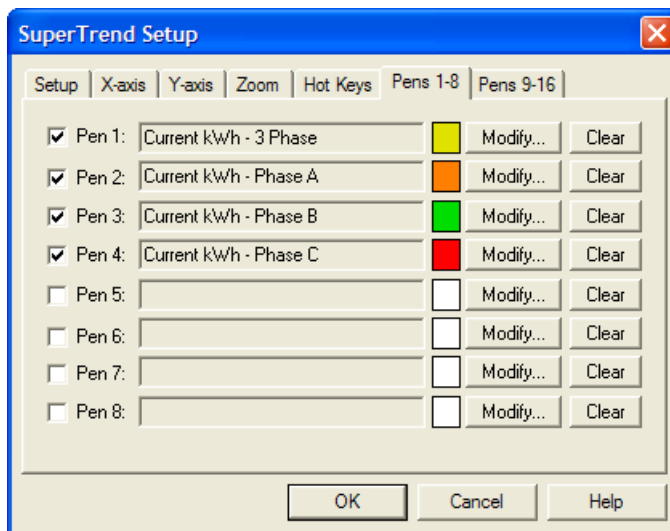 SuperTrend Setup
Setup X-axis Y-axis Zoom Hot Keys Pens 1-8 Pens 9-16
Pen 1: Current kWh - 3 Phase Modify... Clear
Pen 2: Current kWh - Phase A Modify... Clear
Pen 3: Current kWh - Phase B Modify... Clear
Pen 4: Current kWh - Phase C Modify... Clear
Pen 5: Modify... Clear
Pen 6: Modify... Clear
Pen 7: Modify... Clear
Pen 8: Modify... Clear
OK Cancel Help